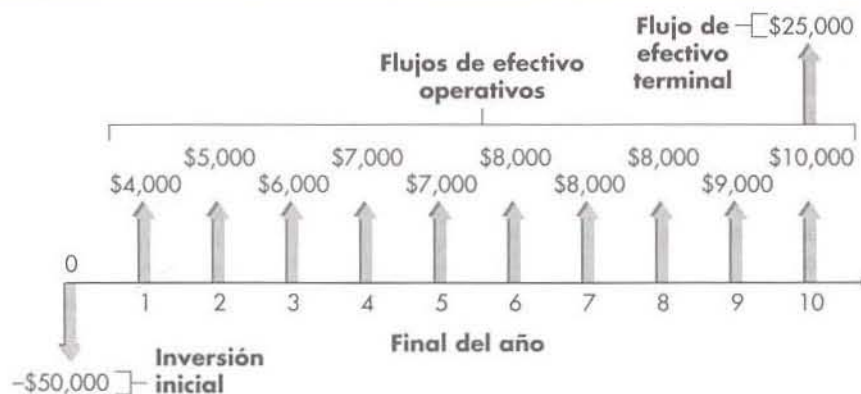 Flujo de
efectivo
terminal
$25,000
Flujos de efectivo
operativos
$5,000 $7,000 $8,000 $8,000 $10,000
$4,000 $6,000 $7,000 $8,000 $9,000
0
1 2 3 4 5 6 7 8 9 10
Final del año
Inversión
inicial
–$50,000